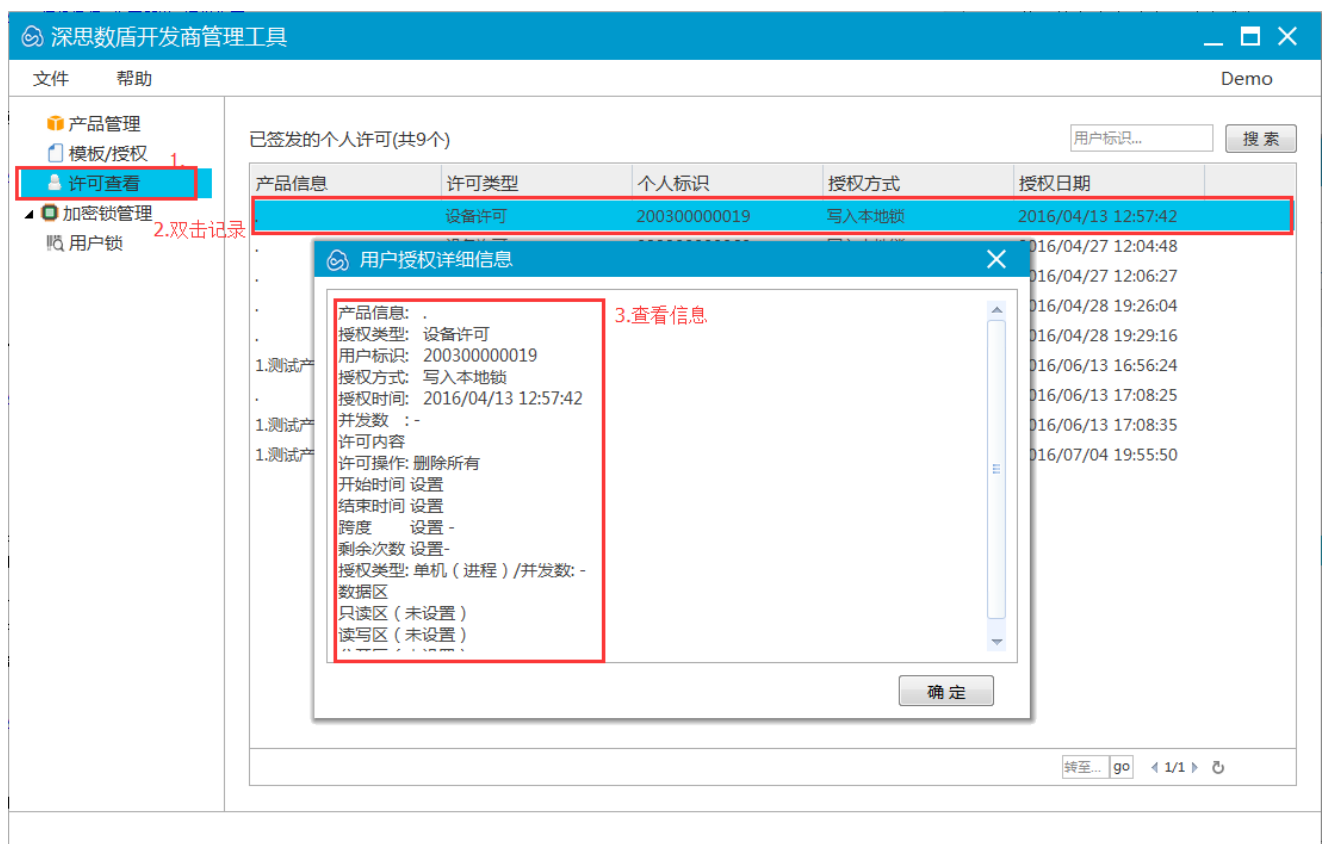 深思数盾开发商管理工具
文件 帮助 Demo
产品管理
模板/授权
1.
许可查看
加密锁管理
2.双击记录
用户锁
已签发的个人许可(共9个)
用户标识... 搜 索
产品信息 许可类型 个人标识 授权方式 授权日期
. 设备许可 200300000019 写入本地锁 2016/04/13 12:57:42
. 016/04/27 12:04:48
. 016/04/27 12:06:27
. 016/04/28 19:26:04
. 016/04/28 19:29:16
1.测试产 016/06/13 16:56:24
. 016/06/13 17:08:25
1.测试产 016/06/13 17:08:35
1.测试产 016/07/04 19:55:50
用户授权详细信息
3.查看信息
产品信息: .
授权类型: 设备许可
用户标识: 200300000019
授权方式: 写入本地锁
授权时间: 2016/04/13 12:57:42
并发数 : -
许可内容
许可操作: 删除所有
开始时间 设置
结束时间 设置
跨度 设置 -
剩余次数 设置-
授权类型: 单机（进程）/并发数: -
数据区
只读区（未设置）
读写区（未设置）
确 定
转至... go 1/1